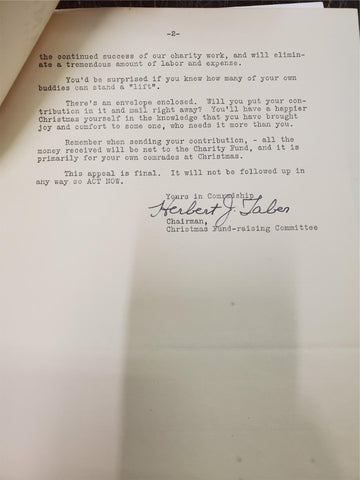 -2-
the continued success of our charity work, and will elimin-
ate a tremendous amount of labor and expense.
You'd be surprised if you knew how many of your own
buddies can stand a "lift".
There's an envelope enclosed. Will you put your con-
tribution in it and mail right away? You'll have a happier
Christmas yourself in the knowledge that you have brought
joy and comfort to some one, who needs it more than you.
Remember when sending your contribution, - all the
money received will be net to the Charity Fund, and it is
primarily for your own comrades at Christmas.
This appeal is final. It will not be followed up in
any way so ACT NOW.
Yours in Comradship
Herbert J. Taber
Chairman,
Christmas Fund-raising Committee